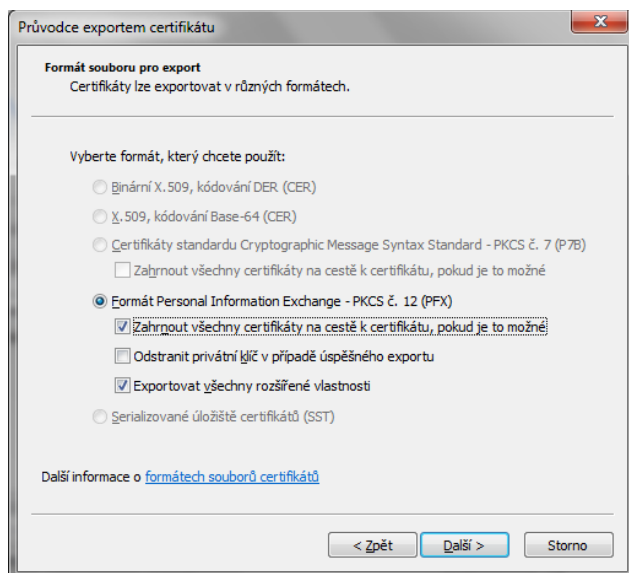 Průvodce exportem certifikátu
Formát souboru pro export
Certifikáty lze exportovat v různých formátech.
Vyberte formát, který chcete použít:
Binární X.509, kódování DER (CER)
X.509, kódování Base-64 (CER)
Certifikáty standardu Cryptographic Message Syntax Standard - PKCS č. 7 (P7B)
Zahrnout všechny certifikáty na cestě k certifikátu, pokud je to možné
Formát Personal Information Exchange - PKCS č. 12 (PFX)
Zahrnout všechny certifikáty na cestě k certifikátu, pokud je to možné
Odstranit privátní klíč v případě úspěšného exportu
Exportovat všechny rozšířené vlastnosti
Serializované úložiště certifikátů (SST)
Další informace o formátech souborů certifikátů
< Zpět Další > Storno